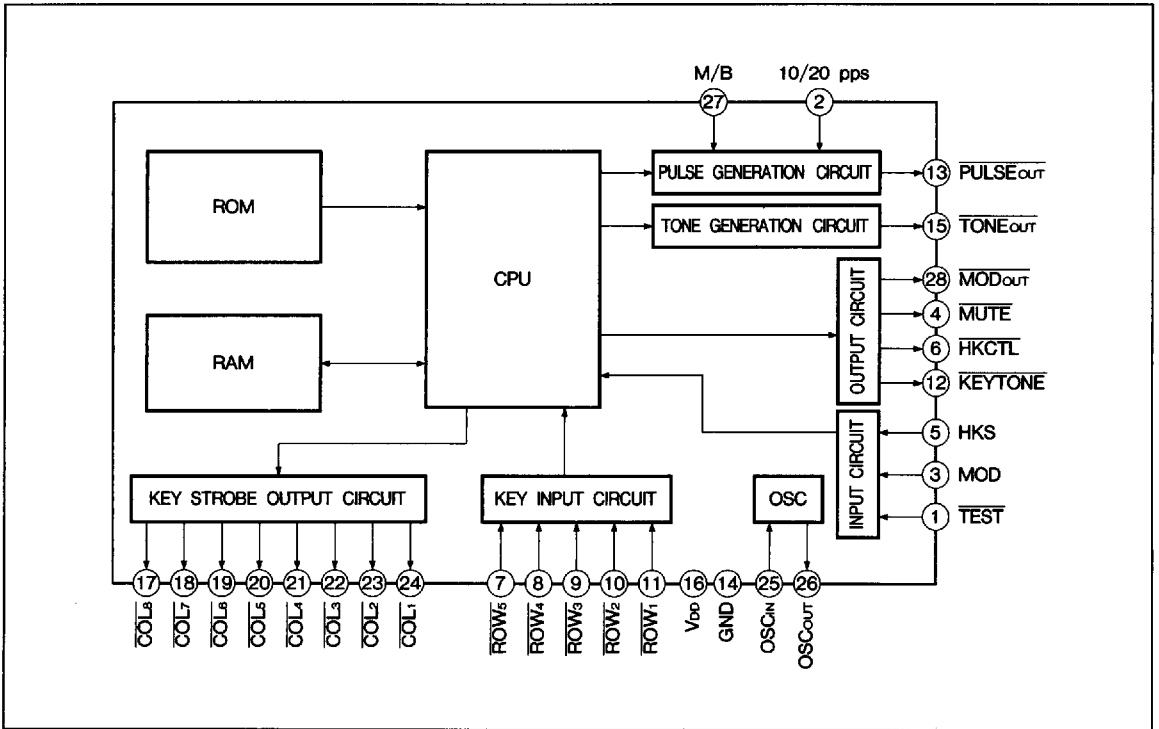 M/B 10/20 pps
27 2
ROM
CPU
RAM
PULSE GENERATION CIRCUIT
13 PULSEOUT
TONE GENERATION CIRCUIT
15 TONEOUT
OUTPUT CIRCUIT
28 MODOUT
4 MUTE
6 HKCTL
12 KEYTONE
INPUT CIRCUIT
5 HKS
3 MOD
1 TEST
KEY STROBE OUTPUT CIRCUIT
KEY INPUT CIRCUIT
OSC
17 18 19 20 21 22 23 24 7 8 9 10 11 16 14 25 26
COL8 COL7 COL6 COL5 COL4 COL3 COL2 COL1 ROW5 ROW4 ROW3 ROW2 ROW1 VDD GND OSCIN OSCOUT